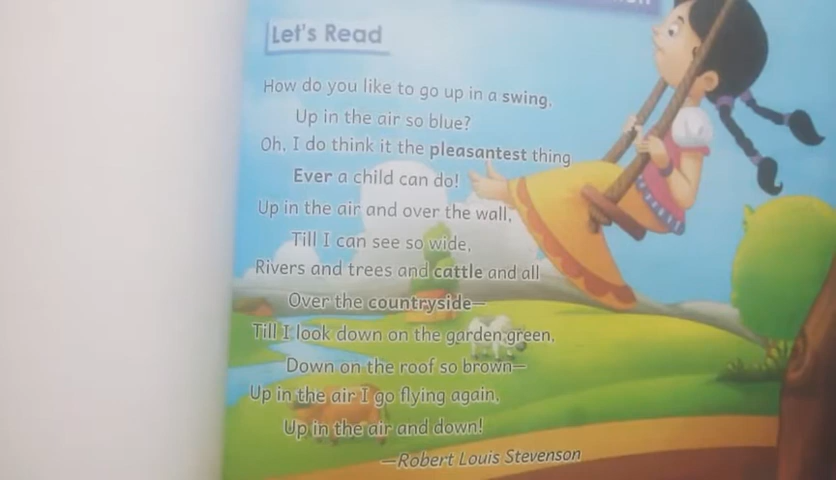 Let's Read
How do you like to go up in a swing,
Up in the air so blue?
Oh, I do think it the pleasantest thing
Ever a child can do!
Up in the air and over the wall,
Till I can see so wide,
Rivers and trees and cattle and all
Over the countryside—
Till I look down on the garden green,
Down on the roof so brown—
Up in the air I go flying again,
Up in the air and down!
—Robert Louis Stevenson